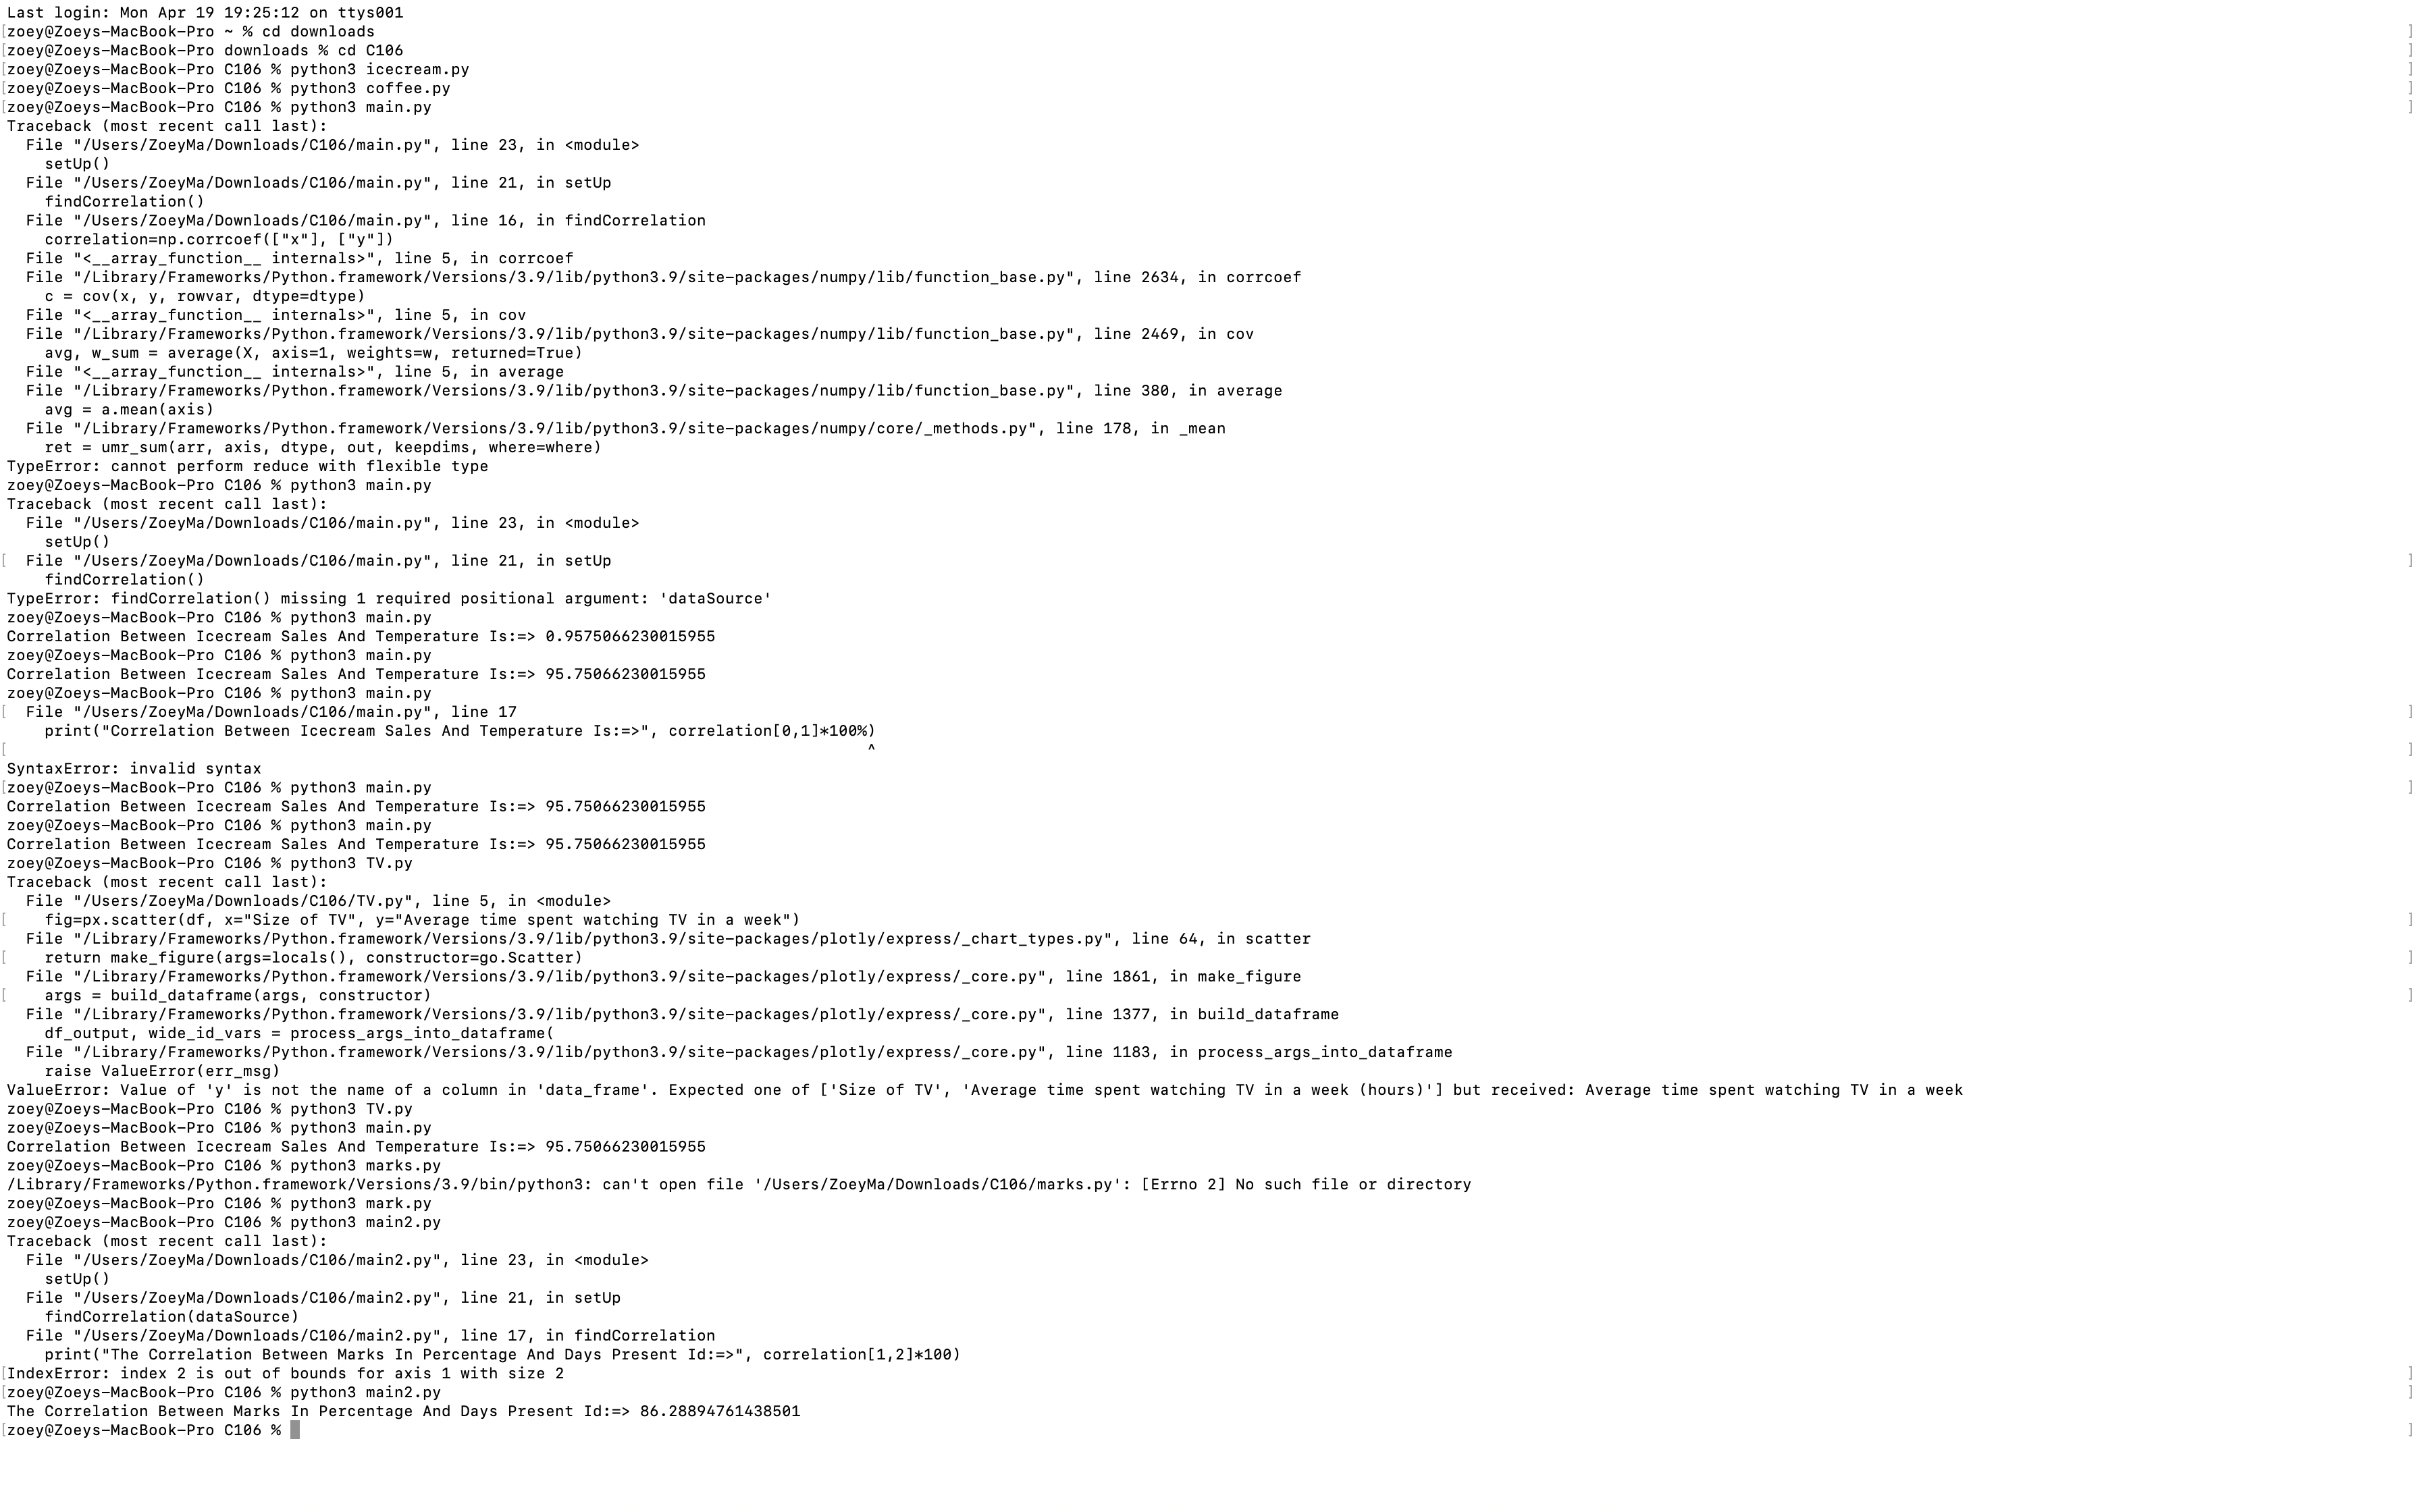 Last login: Mon Apr 19 19:25:12 on ttys001
[zoey@Zoeys-MacBook-Pro ~ % cd downloads ]
[zoey@Zoeys-MacBook-Pro downloads % cd C106 ]
[zoey@Zoeys-MacBook-Pro C106 % python3 icecream.py ]
[zoey@Zoeys-MacBook-Pro C106 % python3 coffee.py ]
[zoey@Zoeys-MacBook-Pro C106 % python3 main.py ]
Traceback (most recent call last):
  File "/Users/ZoeyMa/Downloads/C106/main.py", line 23, in <module>
    setUp()
  File "/Users/ZoeyMa/Downloads/C106/main.py", line 21, in setUp
    findCorrelation()
  File "/Users/ZoeyMa/Downloads/C106/main.py", line 16, in findCorrelation
    correlation=np.corrcoef(["x"], ["y"])
  File "<__array_function__ internals>", line 5, in corrcoef
  File "/Library/Frameworks/Python.framework/Versions/3.9/lib/python3.9/site-packages/numpy/lib/function_base.py", line 2634, in corrcoef
    c = cov(x, y, rowvar, dtype=dtype)
  File "<__array_function__ internals>", line 5, in cov
  File "/Library/Frameworks/Python.framework/Versions/3.9/lib/python3.9/site-packages/numpy/lib/function_base.py", line 2469, in cov
    avg, w_sum = average(X, axis=1, weights=w, returned=True)
  File "<__array_function__ internals>", line 5, in average
  File "/Library/Frameworks/Python.framework/Versions/3.9/lib/python3.9/site-packages/numpy/lib/function_base.py", line 380, in average
    avg = a.mean(axis)
  File "/Library/Frameworks/Python.framework/Versions/3.9/lib/python3.9/site-packages/numpy/core/_methods.py", line 178, in _mean
    ret = umr_sum(arr, axis, dtype, out, keepdims, where=where)
TypeError: cannot perform reduce with flexible type
zoey@Zoeys-MacBook-Pro C106 % python3 main.py
Traceback (most recent call last):
  File "/Users/ZoeyMa/Downloads/C106/main.py", line 23, in <module>
    setUp()
[  File "/Users/ZoeyMa/Downloads/C106/main.py", line 21, in setUp ]
    findCorrelation()
TypeError: findCorrelation() missing 1 required positional argument: 'dataSource'
zoey@Zoeys-MacBook-Pro C106 % python3 main.py
Correlation Between Icecream Sales And Temperature Is:=> 0.9575066230015955
zoey@Zoeys-MacBook-Pro C106 % python3 main.py
Correlation Between Icecream Sales And Temperature Is:=> 95.75066230015955
zoey@Zoeys-MacBook-Pro C106 % python3 main.py
[  File "/Users/ZoeyMa/Downloads/C106/main.py", line 17 ]
    print("Correlation Between Icecream Sales And Temperature Is:=>", correlation[0,1]*100%)
[ ^ ]
SyntaxError: invalid syntax
[zoey@Zoeys-MacBook-Pro C106 % python3 main.py ]
Correlation Between Icecream Sales And Temperature Is:=> 95.75066230015955
zoey@Zoeys-MacBook-Pro C106 % python3 main.py
Correlation Between Icecream Sales And Temperature Is:=> 95.75066230015955
zoey@Zoeys-MacBook-Pro C106 % python3 TV.py
Traceback (most recent call last):
  File "/Users/ZoeyMa/Downloads/C106/TV.py", line 5, in <module>
[    fig=px.scatter(df, x="Size of TV", y="Average time spent watching TV in a week") ]
  File "/Library/Frameworks/Python.framework/Versions/3.9/lib/python3.9/site-packages/plotly/express/_chart_types.py", line 64, in scatter
[    return make_figure(args=locals(), constructor=go.Scatter) ]
  File "/Library/Frameworks/Python.framework/Versions/3.9/lib/python3.9/site-packages/plotly/express/_core.py", line 1861, in make_figure
[    args = build_dataframe(args, constructor) ]
  File "/Library/Frameworks/Python.framework/Versions/3.9/lib/python3.9/site-packages/plotly/express/_core.py", line 1377, in build_dataframe
    df_output, wide_id_vars = process_args_into_dataframe(
  File "/Library/Frameworks/Python.framework/Versions/3.9/lib/python3.9/site-packages/plotly/express/_core.py", line 1183, in process_args_into_dataframe
    raise ValueError(err_msg)
ValueError: Value of 'y' is not the name of a column in 'data_frame'. Expected one of ['Size of TV', 'Average time spent watching TV in a week (hours)'] but received: Average time spent watching TV in a week
zoey@Zoeys-MacBook-Pro C106 % python3 TV.py
zoey@Zoeys-MacBook-Pro C106 % python3 main.py
Correlation Between Icecream Sales And Temperature Is:=> 95.75066230015955
zoey@Zoeys-MacBook-Pro C106 % python3 marks.py
/Library/Frameworks/Python.framework/Versions/3.9/bin/python3: can't open file '/Users/ZoeyMa/Downloads/C106/marks.py': [Errno 2] No such file or directory
zoey@Zoeys-MacBook-Pro C106 % python3 mark.py
zoey@Zoeys-MacBook-Pro C106 % python3 main2.py
Traceback (most recent call last):
  File "/Users/ZoeyMa/Downloads/C106/main2.py", line 23, in <module>
    setUp()
  File "/Users/ZoeyMa/Downloads/C106/main2.py", line 21, in setUp
    findCorrelation(dataSource)
  File "/Users/ZoeyMa/Downloads/C106/main2.py", line 17, in findCorrelation
    print("The Correlation Between Marks In Percentage And Days Present Id:=>", correlation[1,2]*100)
[IndexError: index 2 is out of bounds for axis 1 with size 2 ]
[zoey@Zoeys-MacBook-Pro C106 % python3 main2.py ]
The Correlation Between Marks In Percentage And Days Present Id:=> 86.28894761438501
[zoey@Zoeys-MacBook-Pro C106 % ]